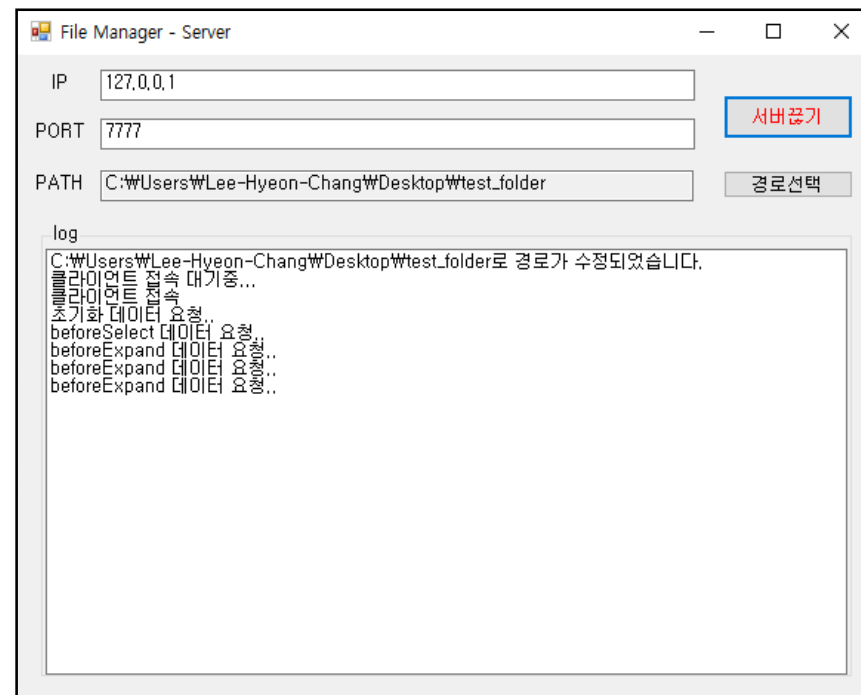 File Manager - Server
IP 127.0.0.1
서버끊기
PORT 7777
PATH C:₩Users₩Lee-Hyeon-Chang₩Desktop₩test_folder 경로선택
log
C:₩Users₩Lee-Hyeon-Chang₩Desktop₩test_folder로 경로가 수정되었습니다.
클라이언트 접속 대기중...
클라이언트 접속
초기화 데이터 요청..
beforeSelect 데이터 요청..
beforeExpand 데이터 요청..
beforeExpand 데이터 요청..
beforeExpand 데이터 요청..